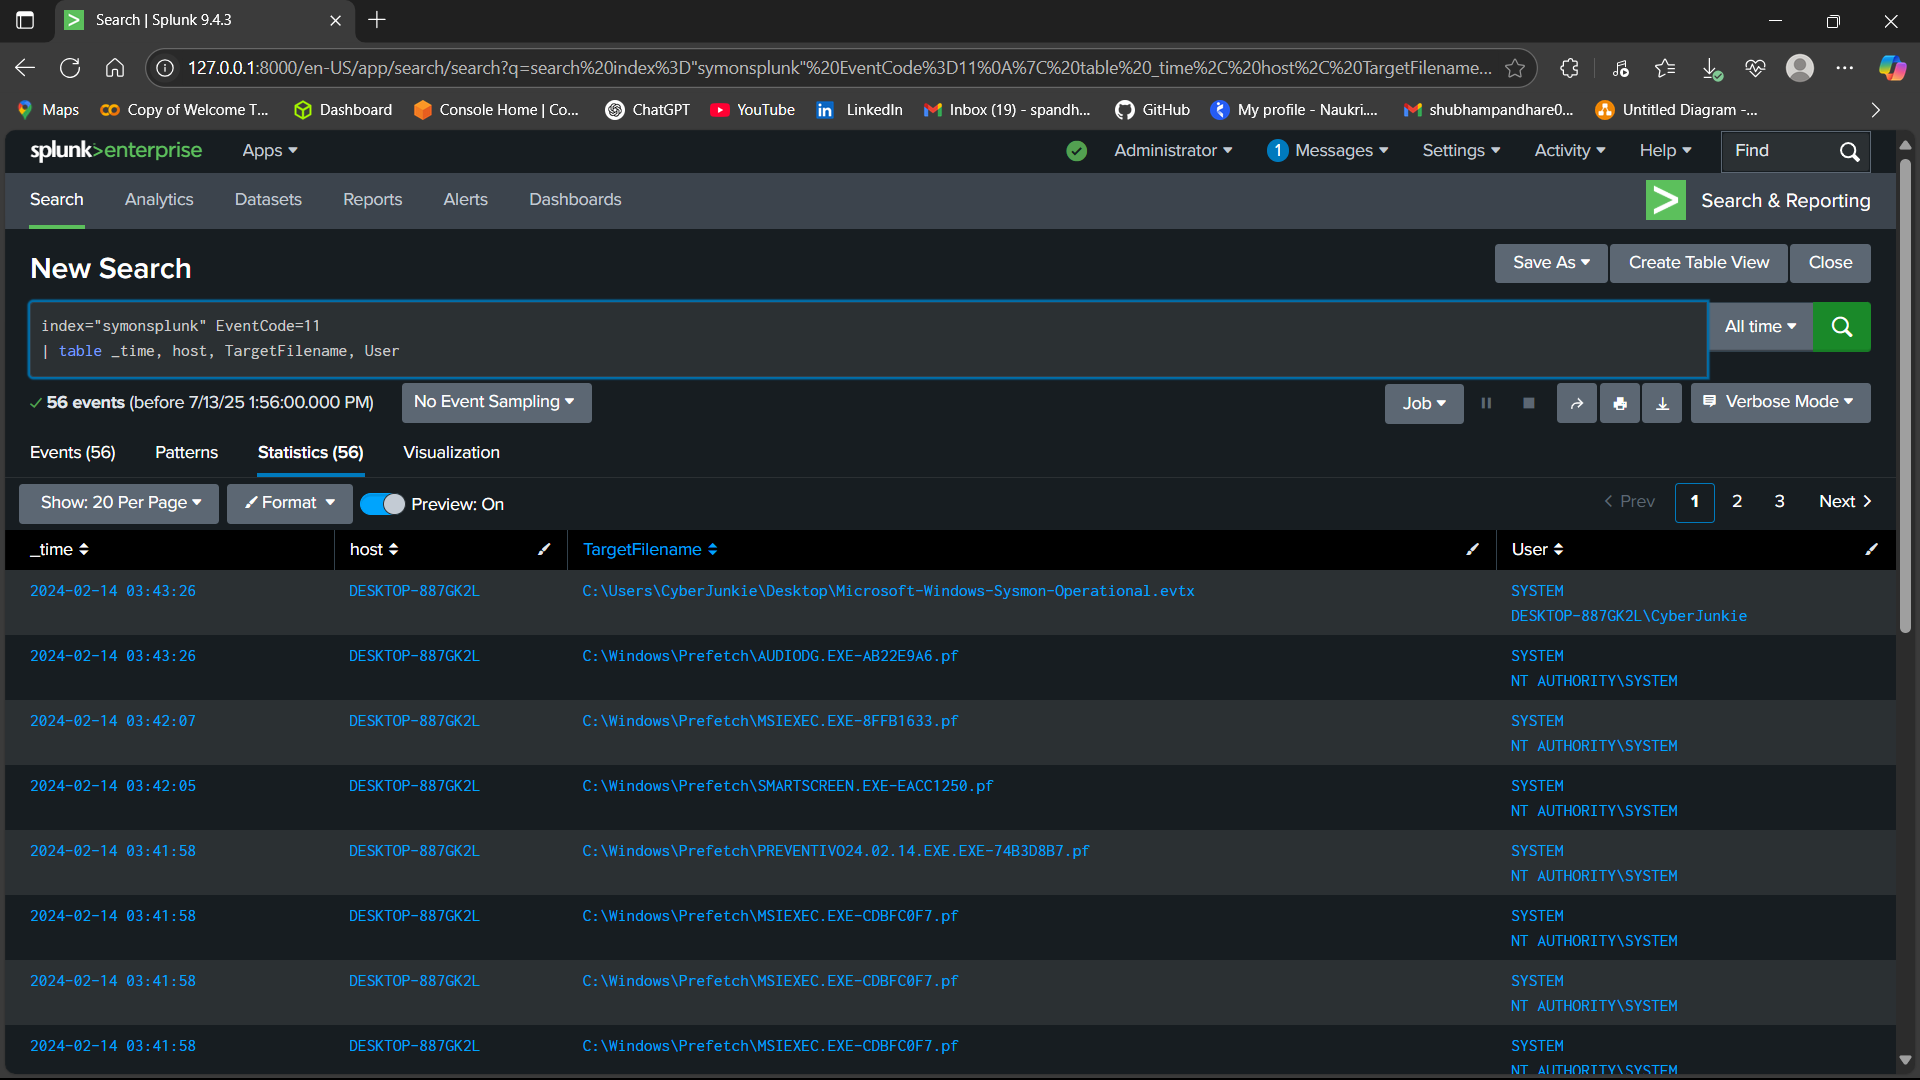 Search | Splunk 9.4.3
127.0.0.1:8000/en-US/app/search/search?q=search%20index%3D"symonsplunk"%20EventCode%3D11%0A%7C%20table%20_time%2C%20host%2C%20TargetFilename...
Maps
Copy of Welcome T...
Dashboard
Console Home | Co...
ChatGPT
YouTube
LinkedIn
Inbox (19) - spandh...
GitHub
My profile - Naukri....
shubhampandhare0...
Untitled Diagram -...
splunk>enterprise
Apps
Administrator
1 Messages
Settings
Activity
Help
Find
Search
Analytics
Datasets
Reports
Alerts
Dashboards
Search & Reporting
New Search
Save As
Create Table View
Close
index="symonsplunk" EventCode=11
| table _time, host, TargetFilename, User
All time
56 events (before 7/13/25 1:56:00.000 PM)
No Event Sampling
Job
Verbose Mode
Events (56)
Patterns
Statistics (56)
Visualization
Show: 20 Per Page
Format
Preview: On
< Prev
1
2
3
Next >
_time
host
TargetFilename
User
2024-02-14 03:43:26
DESKTOP-887GK2L
C:\Users\CyberJunkie\Desktop\Microsoft-Windows-Sysmon-Operational.evtx
SYSTEM
DESKTOP-887GK2L\CyberJunkie
2024-02-14 03:43:26
DESKTOP-887GK2L
C:\Windows\Prefetch\AUDIODG.EXE-AB22E9A6.pf
SYSTEM
NT AUTHORITY\SYSTEM
2024-02-14 03:42:07
DESKTOP-887GK2L
C:\Windows\Prefetch\MSIEXEC.EXE-8FFB1633.pf
SYSTEM
NT AUTHORITY\SYSTEM
2024-02-14 03:42:05
DESKTOP-887GK2L
C:\Windows\Prefetch\SMARTSCREEN.EXE-EACC1250.pf
SYSTEM
NT AUTHORITY\SYSTEM
2024-02-14 03:41:58
DESKTOP-887GK2L
C:\Windows\Prefetch\PREVENTIVO24.02.14.EXE.EXE-74B3D8B7.pf
SYSTEM
NT AUTHORITY\SYSTEM
2024-02-14 03:41:58
DESKTOP-887GK2L
C:\Windows\Prefetch\MSIEXEC.EXE-CDBFC0F7.pf
SYSTEM
NT AUTHORITY\SYSTEM
2024-02-14 03:41:58
DESKTOP-887GK2L
C:\Windows\Prefetch\MSIEXEC.EXE-CDBFC0F7.pf
SYSTEM
NT AUTHORITY\SYSTEM
2024-02-14 03:41:58
DESKTOP-887GK2L
C:\Windows\Prefetch\MSIEXEC.EXE-CDBFC0F7.pf
SYSTEM
NT AUTHORITY\SYSTEM